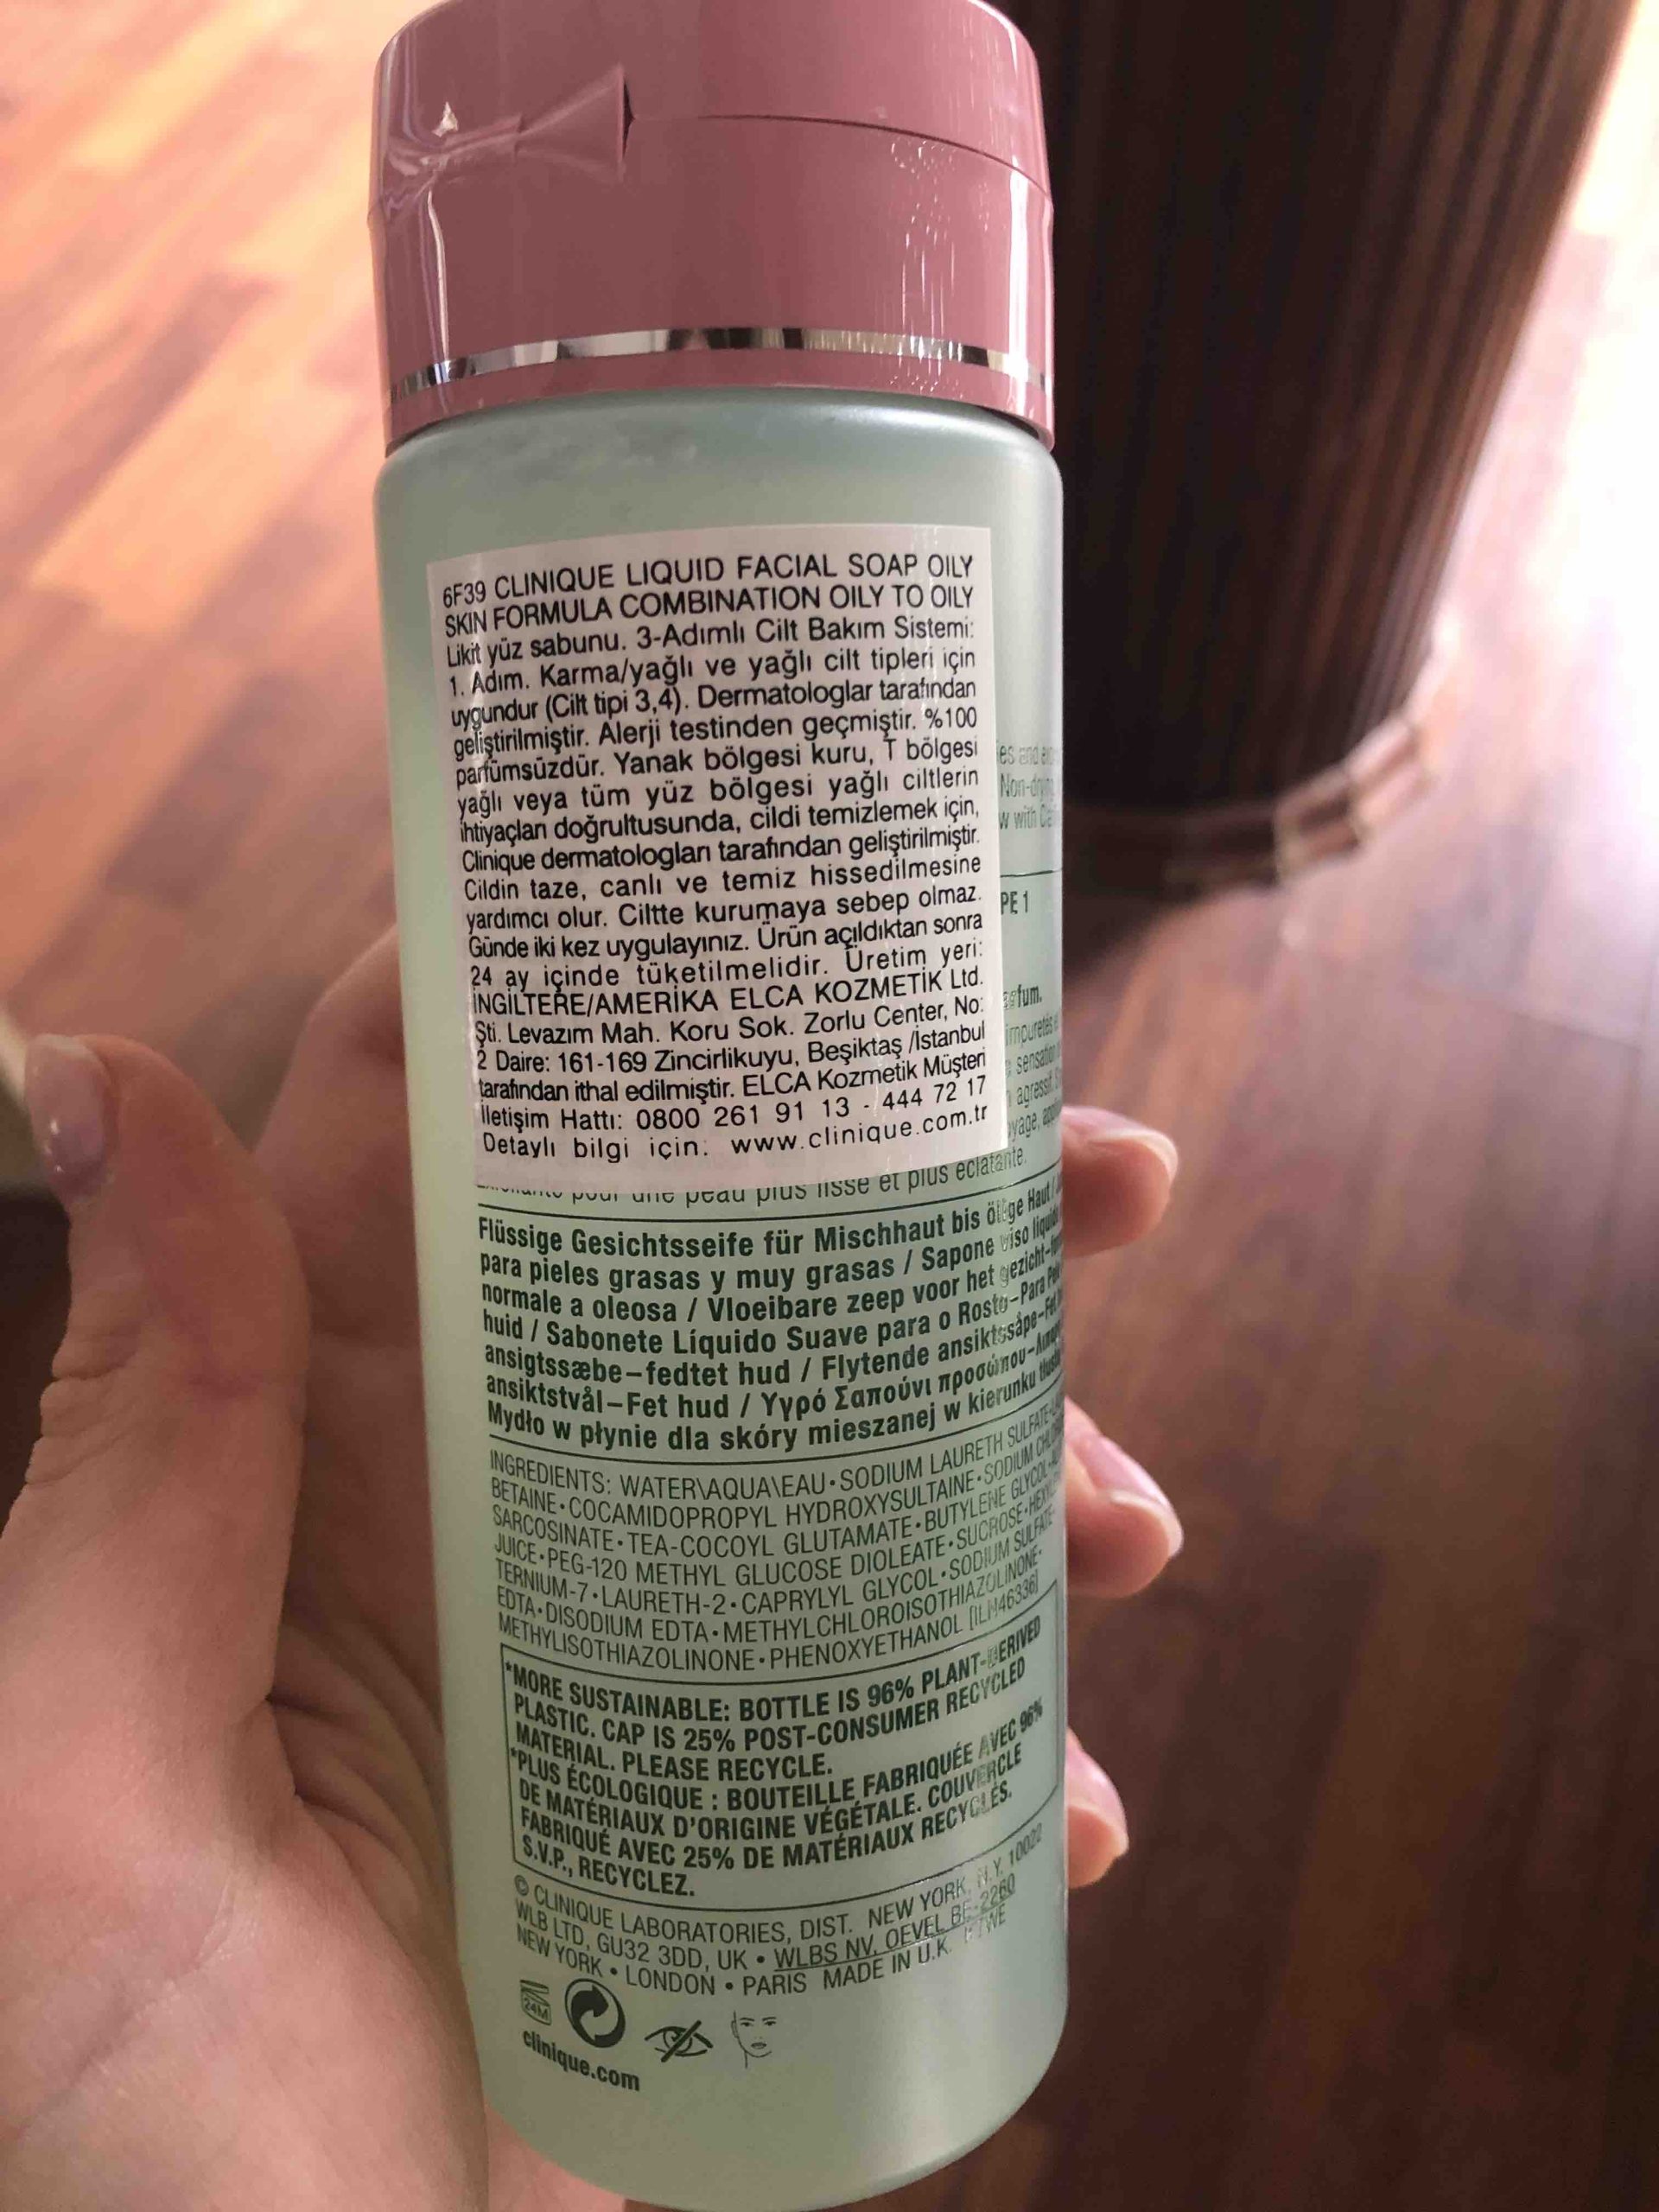 6F39 CLINIQUE LIQUID FACIAL SOAP OILY
SKIN FORMULA COMBINATION OILY TO OILY
Likit yüz sabunu. 3-Adımlı Cilt Bakım Sistemi:
1. Adım. Karma/yağlı ve yağlı cilt tipleri için
uygundur (Cilt tipi 3,4). Dermatologlar tarafından
geliştirilmiştir. Alerji testinden geçmiştir. %100
parfümsüzdür. Yanak bölgesi kuru, T bölgesi
yağlı veya tüm yüz bölgesi yağlı ciltlerin
ihtiyaçları doğrultusunda, cildi temizlemek için,
Clinique dermatologları tarafından geliştirilmiştir.
Cildin taze, canlı ve temiz hissedilmesine
yardımcı olur. Ciltte kurumaya sebep olmaz.
Günde iki kez uygulayınız. Ürün açıldıktan sonra
24 ay içinde tüketilmelidir. Üretim yeri:
İNGİLTERE/AMERİKA ELCA KOZMETİK Ltd.
Şti. Levazım Mah. Koru Sok. Zorlu Center, No:
2 Daire: 161-169 Zincirlikuyu, Beşiktaş /İstanbul
tarafından ithal edilmiştir. ELCA Kozmetik Müşteri
İletişim Hattı: 0800 261 91 13 - 444 72 17
Detaylı bilgi için: www.clinique.com.tr
Non-drying
with
PE 1
pour une peau plus lisse et plus éclatante.
Flüssige Gesichtsseife für Mischhaut bis ölige Haut /
para pieles grasas y muy grasas / Sapone viso liquido
normale a oleosa / Vloeibare zeep voor het gezicht-
huid / Sabonete Líquido Suave para o Rosto-Para
ansigtssæbe-fedtet hud / Flytende ansiktssåpe-Fet
ansiktstvål-Fet hud / Υγρό Σαπούνι προσώπου-
Mydło w płynie dla skóry mieszanej w kierunku
INGREDIENTS: WATER\AQUA\EAU • SODIUM LAURETH SULFATE
BETAINE • COCAMIDOPROPYL HYDROXYSULTAINE • SODIUM
SARCOSINATE • TEA-COCOYL GLUTAMATE • BUTYLENE GLYCOL
JUICE • PEG-120 METHYL GLUCOSE DIOLEATE • SUCROSE
TERNIUM-7 • LAURETH-2 • CAPRYLYL GLYCOL • SODIUM SULFATE
EDTA • DISODIUM EDTA • METHYLCHLOROISOTHIAZOLINONE •
METHYLISOTHIAZOLINONE • PHENOXYETHANOL [ILN46336]
*MORE SUSTAINABLE: BOTTLE IS 96% PLANT-DERIVED
PLASTIC. CAP IS 25% POST-CONSUMER RECYCLED
MATERIAL. PLEASE RECYCLE.
*PLUS ÉCOLOGIQUE : BOUTEILLE FABRIQUÉE AVEC 96%
DE MATÉRIAUX D'ORIGINE VÉGÉTALE. COUVERCLE
FABRIQUÉ AVEC 25% DE MATÉRIAUX RECYCLÉS.
S.V.P., RECYCLEZ.
© CLINIQUE LABORATORIES, DIST. NEW YORK, N.Y. 10022
WLB LTD, GU32 3DD, UK • WLBS NV, OEVEL BE-2260
NEW YORK • LONDON • PARIS MADE IN U.K.
24M
clinique.com